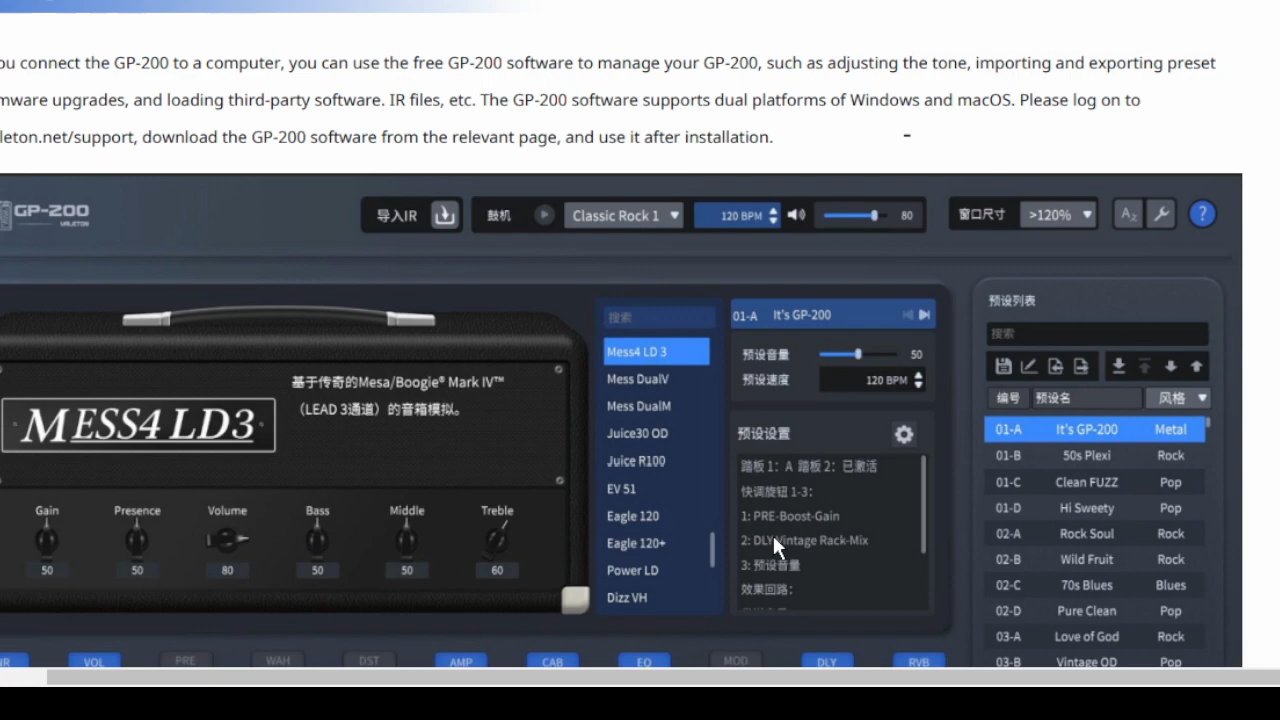 ou connect the GP-200 to a computer, you can use the free GP-200 software to manage your GP-200, such as adjusting the tone, importing and exporting preset
mware upgrades, and loading third-party software. IR files, etc. The GP-200 software supports dual platforms of Windows and macOS. Please log on to
leton.net/support, download the GP-200 software from the relevant page, and use it after installation.
GP-200
VALETON
导入IR
鼓机
Classic Rock 1
120 BPM
80
窗口尺寸
>120%
AZ
?
基于传奇的Mesa/Boogie® Mark IV™
（LEAD 3通道）的音箱模拟。
MESS4 LD3
Gain Presence Volume Bass Middle Treble
50 50 80 50 50 60
搜索
Mess4 LD 3
Mess DualV
Mess DualM
Juice30 OD
Juice R100
EV 51
Eagle 120
Eagle 120+
Power LD
Dizz VH
01-A It's GP-200
预设音量 50
预设速度 120 BPM
预设设置
踏板 1：A 踏板 2：已激活
快调旋钮 1-3：
1: PRE-Boost-Gain
2: DLY-Vintage Rack-Mix
3: 预设音量
效果回路：
预设列表
搜索
编号 预设名 风格
01-A It's GP-200 Metal
01-B 50s Plexi Rock
01-C Clean FUZZ Pop
01-D Hi Sweety Pop
02-A Rock Soul Rock
02-B Wild Fruit Rock
02-C 70s Blues Blues
02-D Pure Clean Pop
03-A Love of God Rock
03-B Vintage OD Pop
NR VOL PRE WAH DST AMP CAB EQ MOD DLY RVB